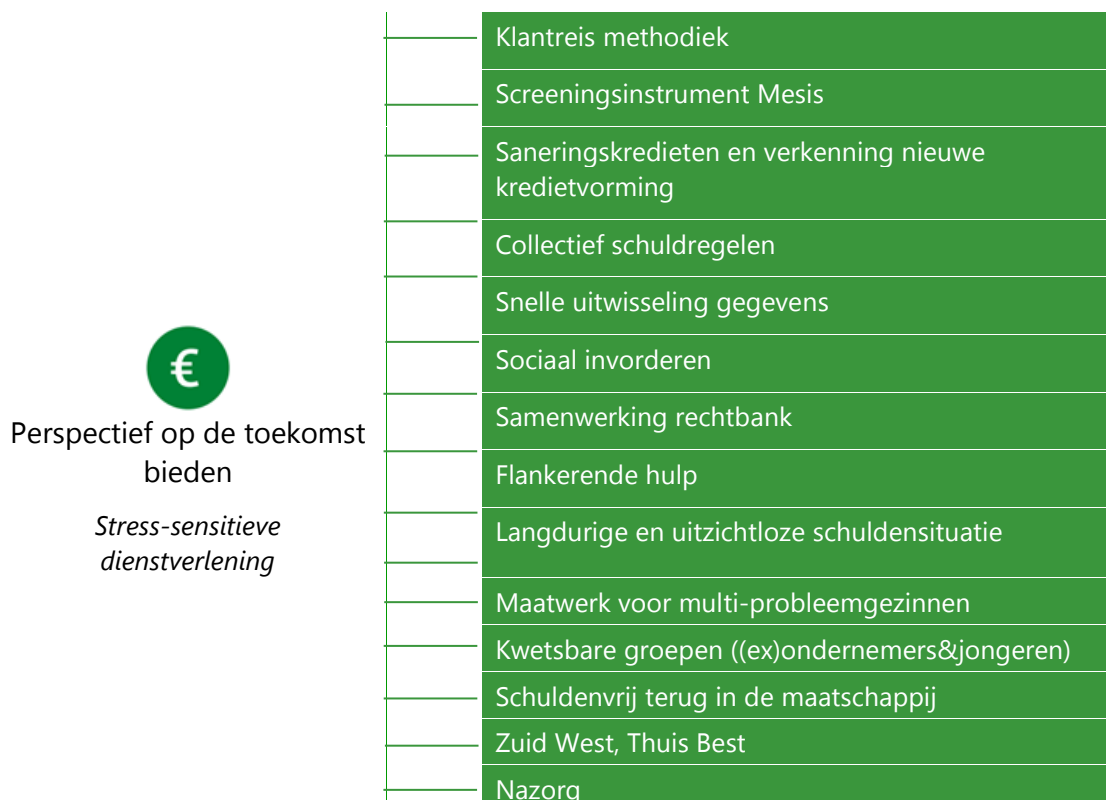 €
Perspectief op de toekomst
bieden
Stress-sensitieve
dienstverlening
Klantreis methodiek
Screeningsinstrument Mesis
Saneringskredieten en verkenning nieuwe
kredietvorming
Collectief schuldregelen
Snelle uitwisseling gegevens
Sociaal invorderen
Samenwerking rechtbank
Flankerende hulp
Langdurige en uitzichtloze schuldensituatie
Maatwerk voor multi-probleemgezinnen
Kwetsbare groepen ((ex)ondernemers&jongeren)
Schuldenvrij terug in de maatschappij
Zuid West, Thuis Best
Nazorg